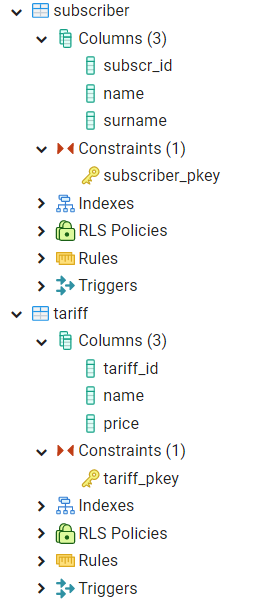 subscriber
Columns (3)
subscr_id
name
surname
Constraints (1)
subscriber_pkey
Indexes
RLS Policies
Rules
Triggers
tariff
Columns (3)
tariff_id
name
price
Constraints (1)
tariff_pkey
Indexes
RLS Policies
Rules
Triggers